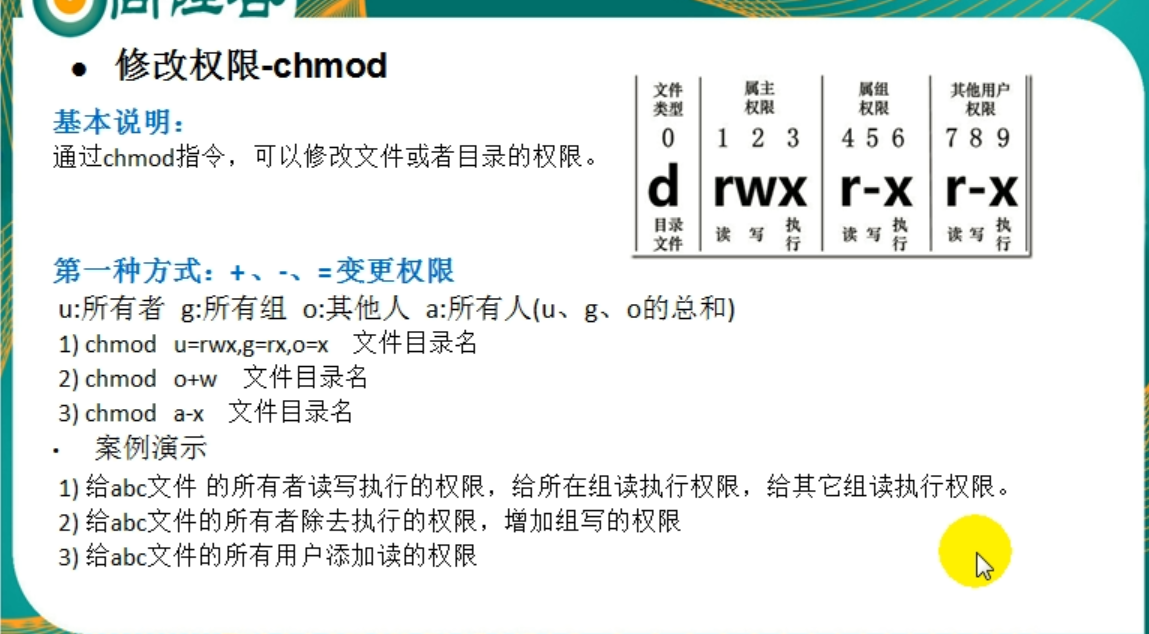 修改权限-chmod
基本说明:
通过chmod指令，可以修改文件或者目录的权限。
文件 属主 属组 其他用户
类型 权限 权限 权限
0 1 2 3 4 5 6 7 8 9
d rwx r-x r-x
目录文件 读 写 执行 读 写 执行 读 写 执行
第一种方式：+ 、-、= 变更权限
u:所有者 g:所有组 o:其他人 a:所有人(u、g、o的总和)
1) chmod u=rwx,g=rx,o=x 文件目录名
2) chmod o+w 文件目录名
3) chmod a-x 文件目录名
案例演示
1) 给abc文件 的所有者读写执行的权限，给所在组读执行权限，给其它组读执行权限。
2) 给abc文件的所有者除去执行的权限，增加组写的权限
3) 给abc文件的所有用户添加读的权限